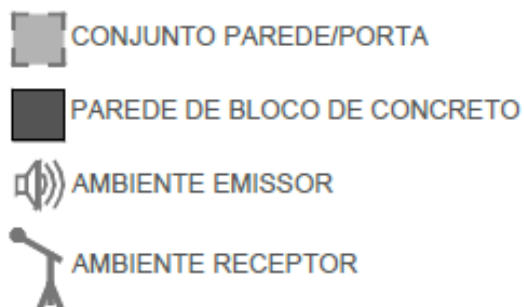 CONJUNTO PAREDE/PORTA
PAREDE DE BLOCO DE CONCRETO
AMBIENTE EMISSOR
AMBIENTE RECEPTOR